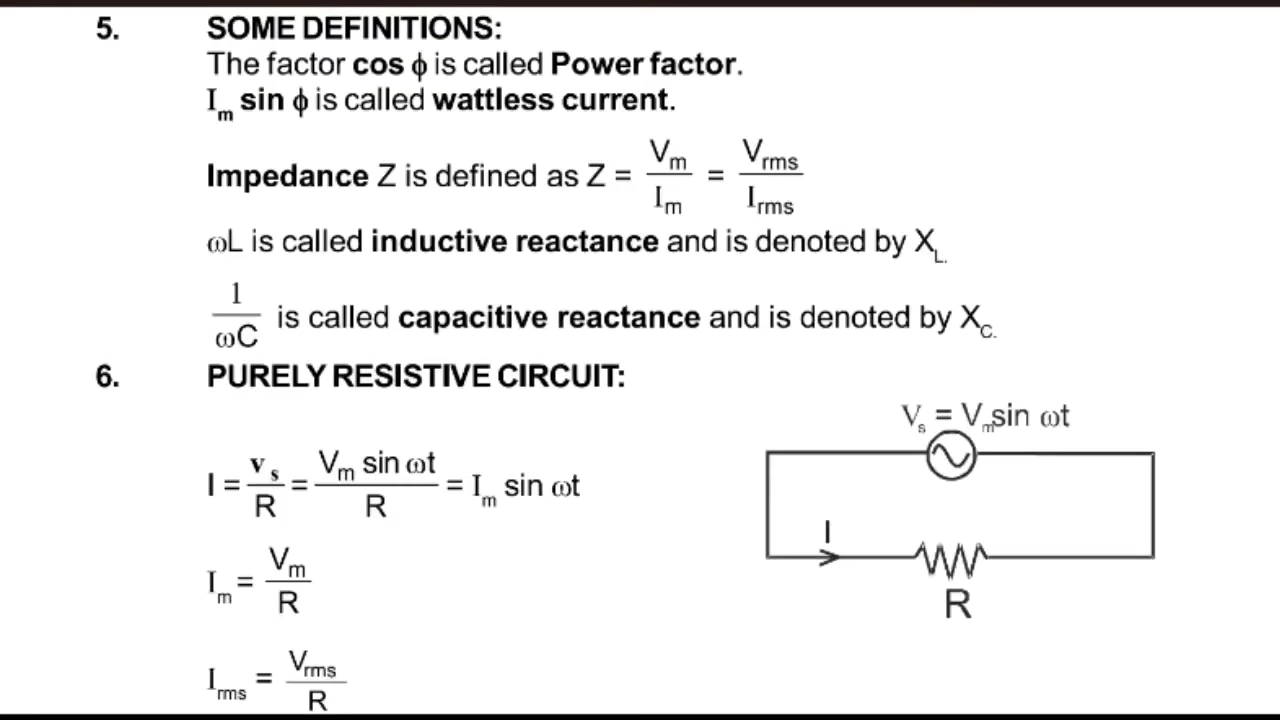 5. SOME DEFINITIONS:
The factor cos ϕ is called Power factor.
I_m sin ϕ is called wattless current.
Impedance Z is defined as Z = V_m / I_m = V_rms / I_rms
ωL is called inductive reactance and is denoted by X_L.
1 / ωC is called capacitive reactance and is denoted by X_C.
6. PURELY RESISTIVE CIRCUIT:
V_s = V_m sin ωt
I = v_s / R = V_m sin ωt / R = I_m sin ωt
I
I_m = V_m / R
R
I_rms = V_rms / R